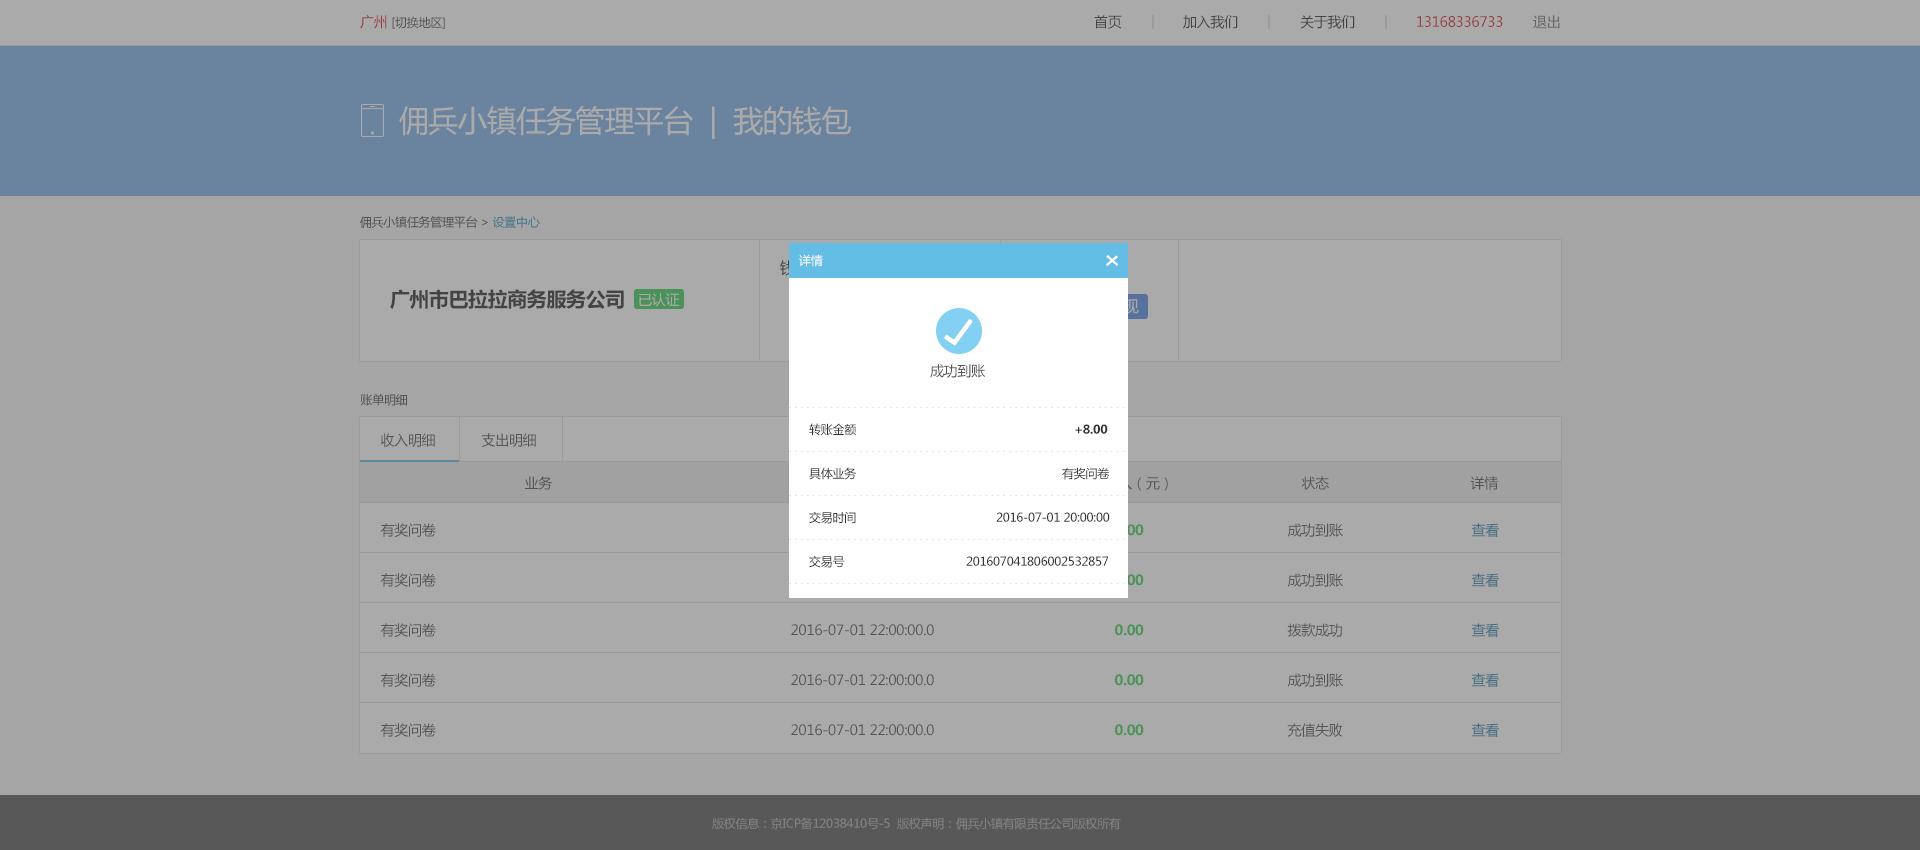 广州 [切换地区] 首页 | 加入我们 | 关于我们 | 13168336733 退出
佣兵小镇任务管理平台 | 我的钱包
佣兵小镇任务管理平台 > 设置中心
详情
广州市巴拉拉商务服务公司 已认证
成功到账
账单明细
收入明细 支出明细
转账金额 +8.00
具体业务 有奖问卷
交易时间 2016-07-01 20:00:00
交易号 201607041806002532857
业务 （元） 状态 详情
有奖问卷 成功到账 查看
有奖问卷 成功到账 查看
有奖问卷 2016-07-01 22:00:00.0 0.00 拨款成功 查看
有奖问卷 2016-07-01 22:00:00.0 0.00 成功到账 查看
有奖问卷 2016-07-01 22:00:00.0 0.00 充值失败 查看
版权信息：京ICP备12038410号-5 版权声明：佣兵小镇有限责任公司版权所有